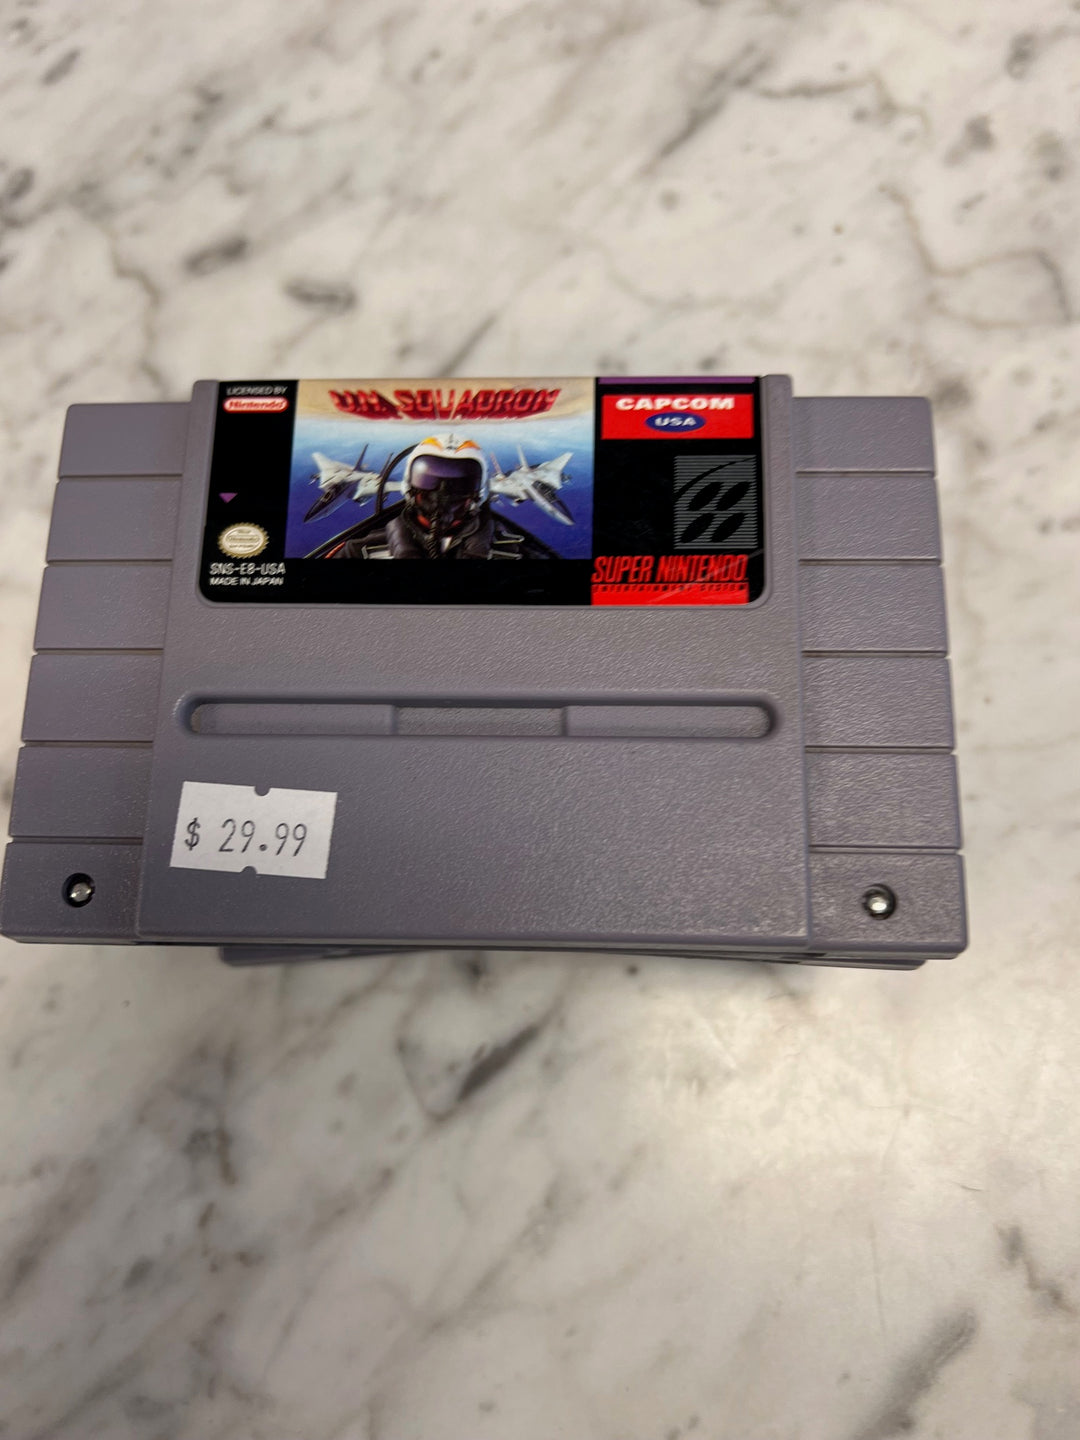 LICENSED BY
Nintendo
U.N. SQUADRON
CAPCOM
USA
SNS-E8-USA
MADE IN JAPAN
SUPER NINTENDO
ENTERTAINMENT SYSTEM
$ 29.99